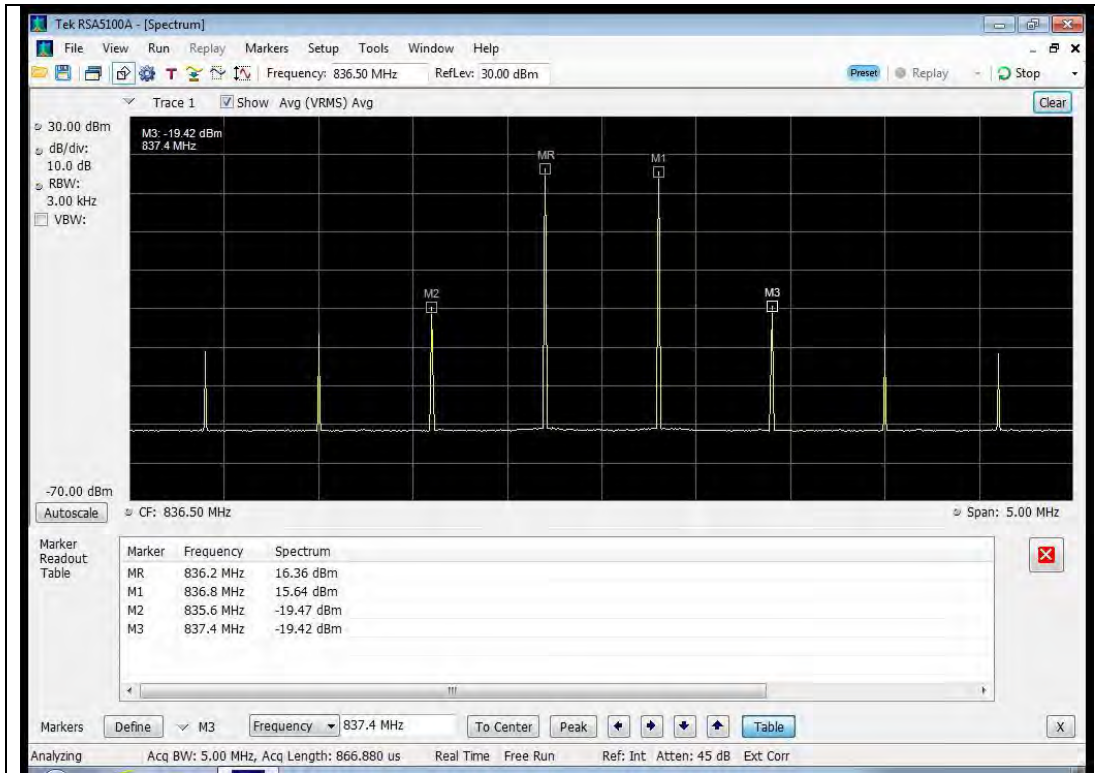 Tek RSA5100A - [Spectrum]
File View Run Replay Markers Setup Tools Window Help
Frequency: 836.50 MHz RefLev: 30.00 dBm Preset Replay Stop
Trace 1 Show Avg (VRMS) Avg Clear
30.00 dBm
dB/div:
10.0 dB
RBW:
3.00 kHz
VBW:
M3: -19.42 dBm
837.4 MHz
MR
M1
M2
M3
-70.00 dBm
Autoscale CF: 836.50 MHz Span: 5.00 MHz
Marker
Readout
Table
Marker Frequency Spectrum
MR 836.2 MHz 16.36 dBm
M1 836.8 MHz 15.64 dBm
M2 835.6 MHz -19.47 dBm
M3 837.4 MHz -19.42 dBm
Markers Define M3 Frequency 837.4 MHz To Center Peak Table X
Analyzing Acq BW: 5.00 MHz, Acq Length: 866.880 us Real Time Free Run Ref: Int Atten: 45 dB Ext Corr